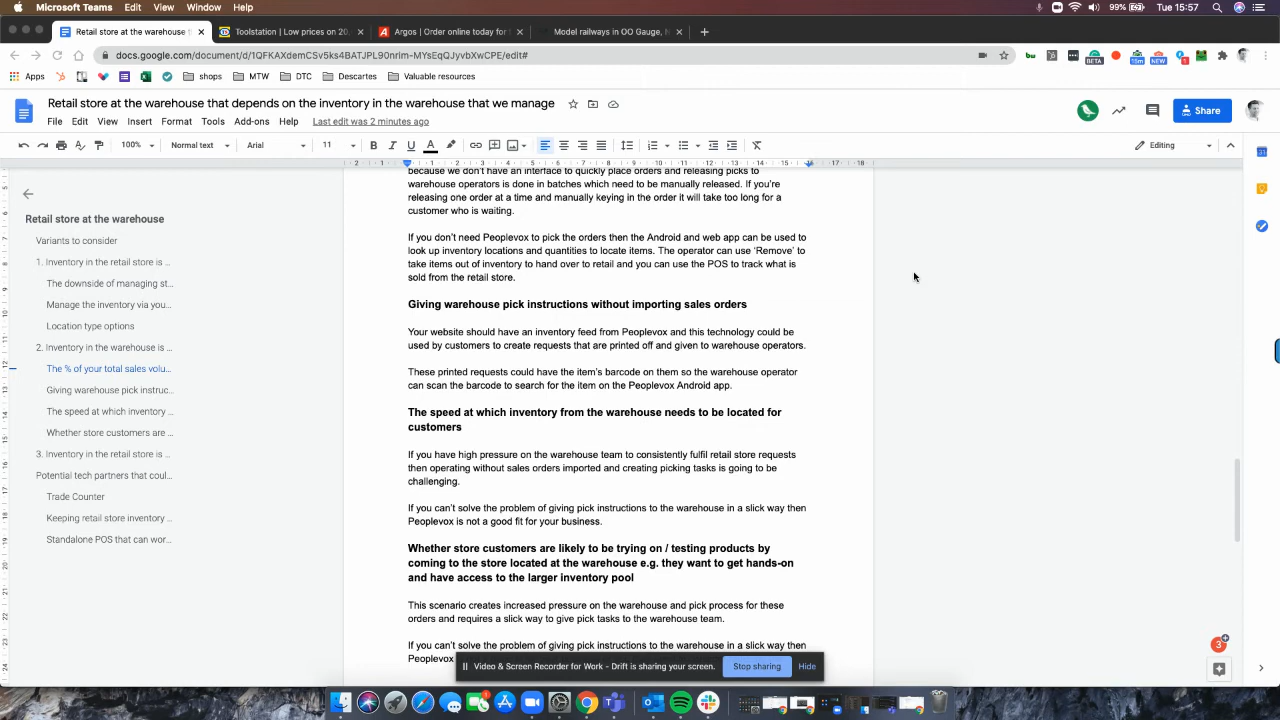 Microsoft Teams Edit View Window Help 99% Tue 15:57
Retail store at the warehouse t
Toolstation | Low prices on 20,
Argos | Order online today for
Model railways in OO Gauge, N
docs.google.com/document/d/1QFKAXdemCSv5ks4BATJPL90nrim-MYsEqQJyvbXwCPE/edit#
BETA 15m NEW 1
Apps shops MTW DTC Descartes Valuable resources
Retail store at the warehouse that depends on the inventory in the warehouse that we manage
File Edit View Insert Format Tools Add-ons Help Last edit was 2 minutes ago
Share
100% Normal text Arial 11 B I U A Editing
2 1 1 2 3 4 5 6 7 8 9 10 11 12 13 14 15 16 17 18
Retail store at the warehouse
Variants to consider
1. Inventory in the retail store is ...
The downside of managing st...
Manage the inventory via you...
Location type options
2. Inventory in the warehouse is ...
The % of your total sales volu...
Giving warehouse pick instruc...
The speed at which inventory ...
Whether store customers are ...
3. Inventory in the retail store is ...
Potential tech partners that coul...
Trade Counter
Keeping retail store inventory ...
Standalone POS that can wor...
because we don't have an interface to quickly place orders and releasing picks to
warehouse operators is done in batches which need to be manually released. If you're
releasing one order at a time and manually keying in the order it will take too long for a
customer who is waiting.
If you don't need Peoplevox to pick the orders then the Android and web app can be used to
look up inventory locations and quantities to locate items. The operator can use 'Remove' to
take items out of inventory to hand over to retail and you can use the POS to track what is
sold from the retail store.
Giving warehouse pick instructions without importing sales orders
Your website should have an inventory feed from Peoplevox and this technology could be
used by customers to create requests that are printed off and given to warehouse operators.
These printed requests could have the item's barcode on them so the warehouse operator
can scan the barcode to search for the item on the Peoplevox Android app.
The speed at which inventory from the warehouse needs to be located for
customers
If you have high pressure on the warehouse team to consistently fulfil retail store requests
then operating without sales orders imported and creating picking tasks is going to be
challenging.
If you can't solve the problem of giving pick instructions to the warehouse in a slick way then
Peoplevox is not a good fit for your business.
Whether store customers are likely to be trying on / testing products by
coming to the store located at the warehouse e.g. they want to get hands-on
and have access to the larger inventory pool
This scenario creates increased pressure on the warehouse and pick process for these
orders and requires a slick way to give pick tasks to the warehouse team.
If you can't solve the problem of giving pick instructions to the warehouse in a slick way then
Peoplevox
Video & Screen Recorder for Work - Drift is sharing your screen. Stop sharing Hide
3